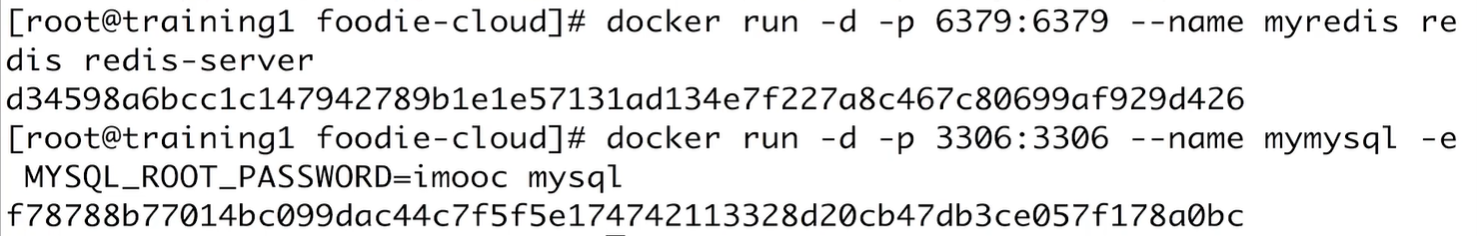 [root@training1 foodie-cloud]# docker run -d -p 6379:6379 --name myredis re
dis redis-server
d34598a6bcc1c147942789b1e1e57131ad134e7f227a8c467c80699af929d426
[root@training1 foodie-cloud]# docker run -d -p 3306:3306 --name mymysql -e
 MYSQL_ROOT_PASSWORD=imooc mysql
f78788b77014bc099dac44c7f5f5e174742113328d20cb47db3ce057f178a0bc